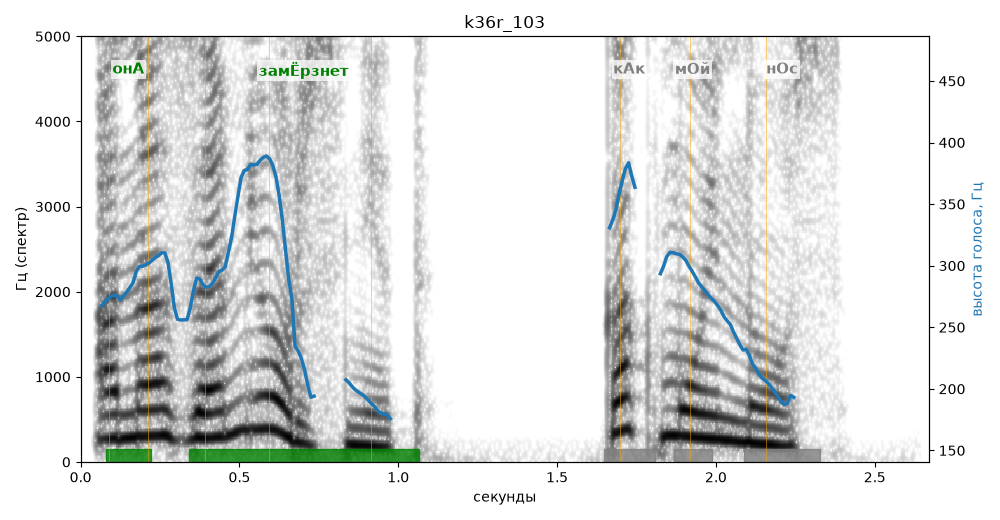 k36r_103
онА
замЁрзнет
кАк
мОй
нОс
5000
4000
3000
2000
1000
0
Гц (спектр)
450
400
350
300
250
200
150
высота голоса, Гц
0.0
0.5
1.0
1.5
2.0
2.5
секунды